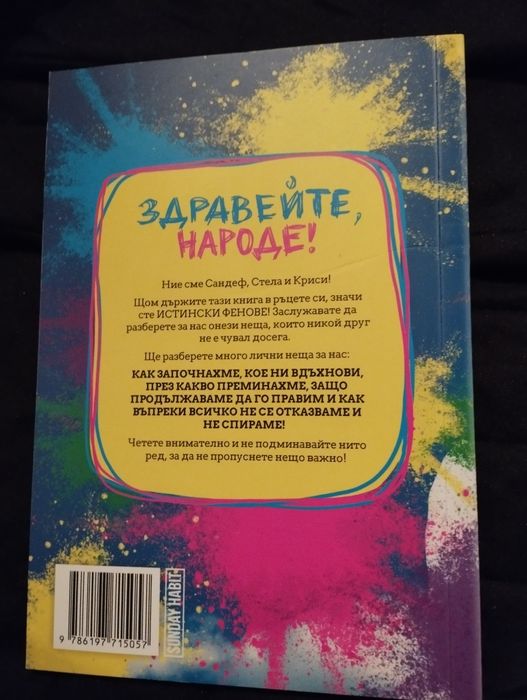 ЗДРАВЕЙТЕ,
НАРОДЕ!
Ние сме Сандеф, Стела и Криси!
Щом държите тази книга в ръцете си, значи
сте ИСТИНСКИ ФЕНОВЕ! Заслужавате да
разберете за нас онези неща, които никой друг
не е чувал досега.
Ще разберете много лични неща за нас:
КАК ЗАПОЧНАХМЕ, КОЕ НИ ВДЪХНОВИ,
ПРЕЗ КАКВО ПРЕМИНАХМЕ, ЗАЩО
ПРОДЪЛЖАВАМЕ ДА ГО ПРАВИМ И КАК
ВЪПРЕКИ ВСИЧКО НЕ СЕ ОТКАЗВАМЕ И
НЕ СПИРАМЕ!
Четете внимателно и не подминавайте нито
ред, за да не пропуснете нещо важно!
9 786197 715057
SUNDAY HABIT